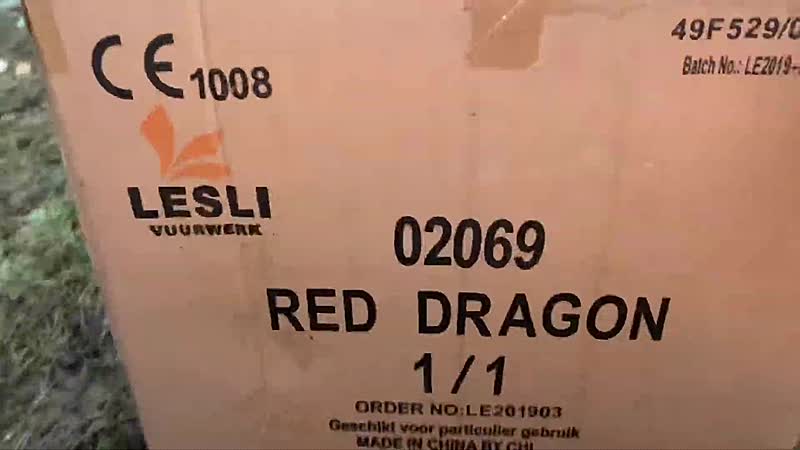 49F529/0
Batch No.: LE2019-
CE 1008
LESLI
VUURWERK
02069
RED DRAGON
1/1
ORDER NO:LE201903
Geschikt voor particulier gebruik
MADE IN CHINA BY CHI